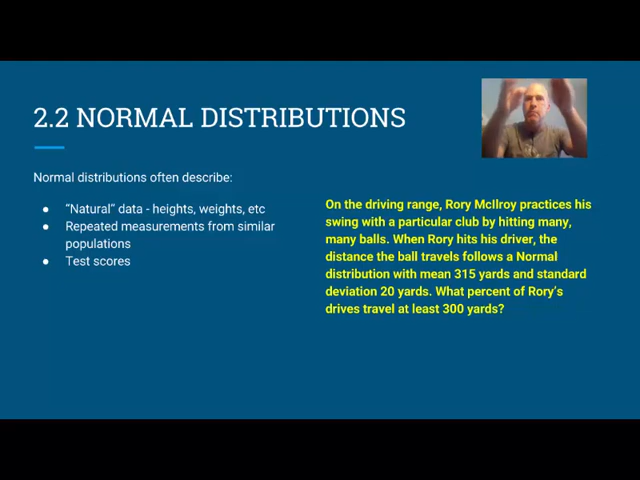 2.2 NORMAL DISTRIBUTIONS
Normal distributions often describe:
● "Natural" data - heights, weights, etc
● Repeated measurements from similar
populations
● Test scores
On the driving range, Rory McIlroy practices his
swing with a particular club by hitting many,
many balls. When Rory hits his driver, the
distance the ball travels follows a Normal
distribution with mean 315 yards and standard
deviation 20 yards. What percent of Rory's
drives travel at least 300 yards?